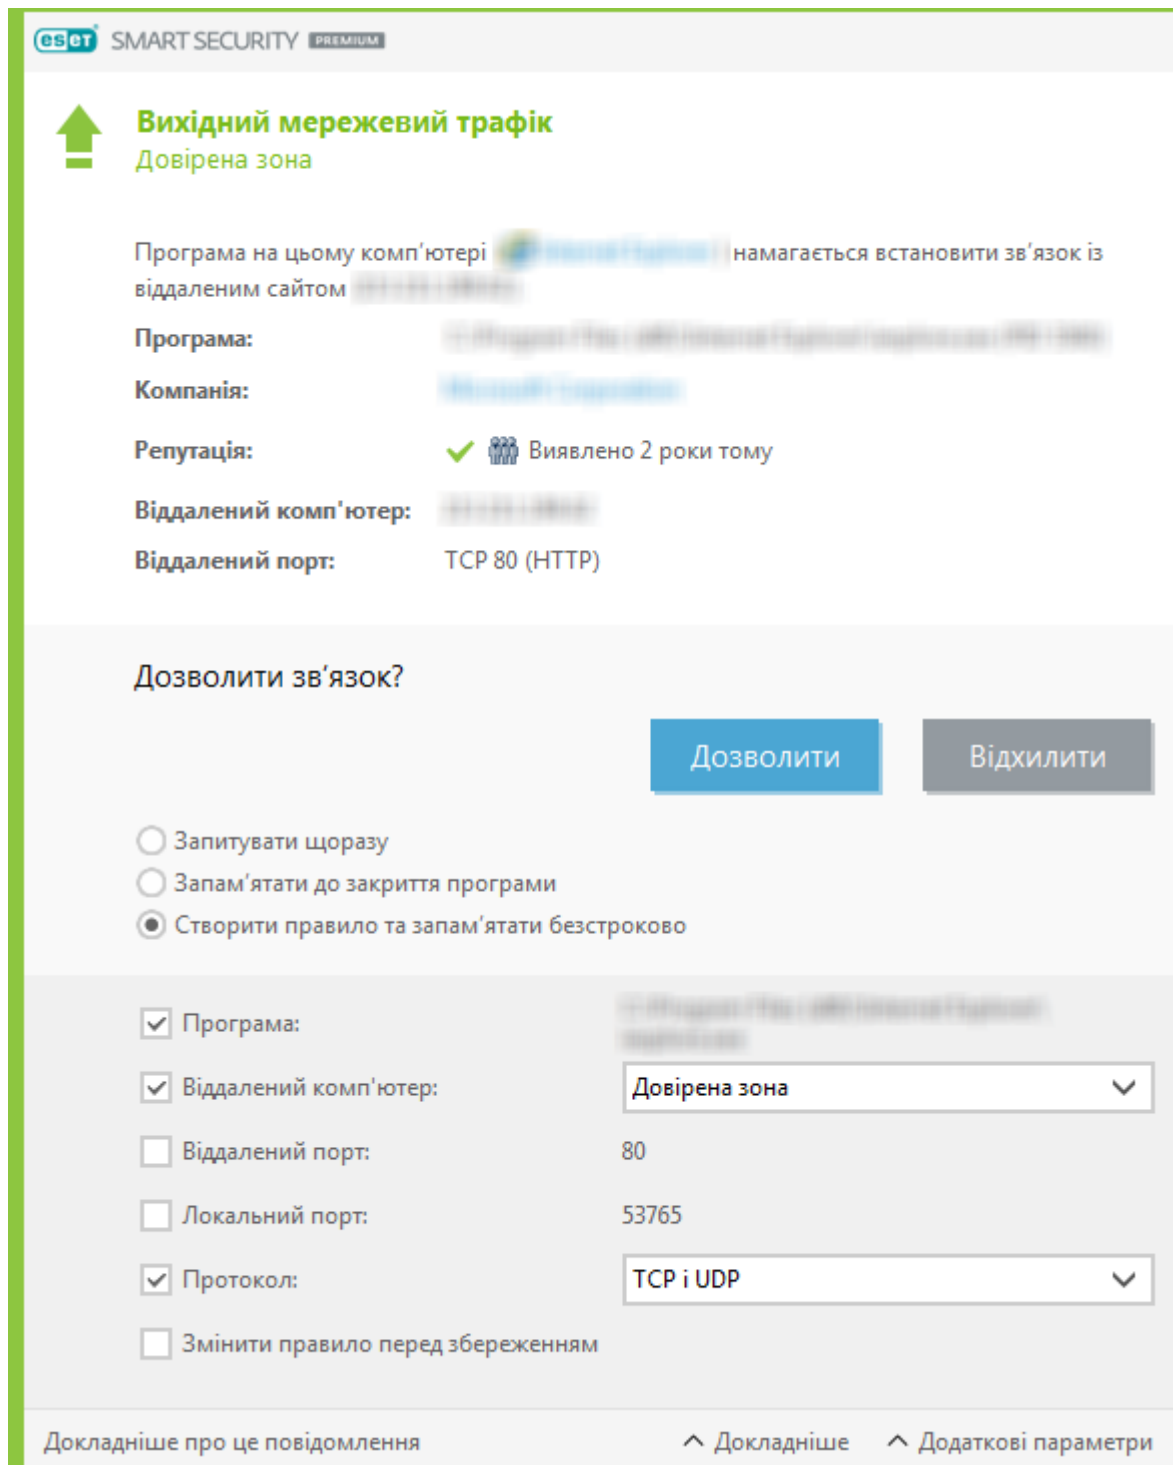 eset SMART SECURITY PREMIUM
Вихідний мережевий трафік
Довірена зона
Програма на цьому комп'ютері намагається встановити зв'язок із
віддаленим сайтом
Програма:
Компанія:
Репутація: Виявлено 2 роки тому
Віддалений комп'ютер:
Віддалений порт: TCP 80 (HTTP)
Дозволити зв'язок?
Дозволити Відхилити
Запитувати щоразу
Запам'ятати до закриття програми
Створити правило та запам'ятати безстроково
Програма:
Віддалений комп'ютер: Довірена зона
Віддалений порт: 80
Локальний порт: 53765
Протокол: TCP і UDP
Змінити правило перед збереженням
Докладніше про це повідомлення Докладніше Додаткові параметри